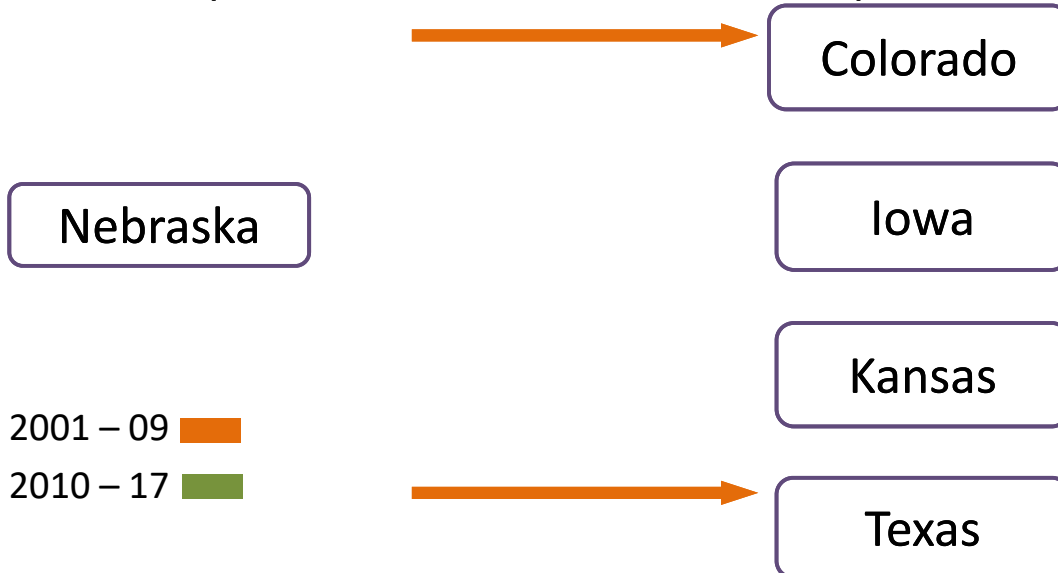 Colorado
Nebraska
Iowa
Kansas
2001 – 09
2010 – 17
Texas